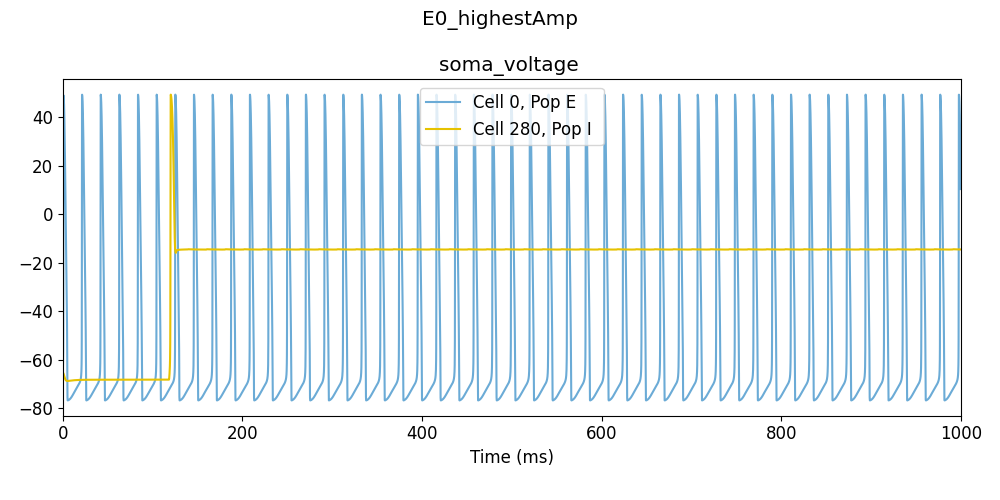 E0_highestAmp
soma_voltage
Cell 0, Pop E
Cell 280, Pop I
40
20
0
−20
−40
−60
−80
0 200 400 600 800 1000
Time (ms)